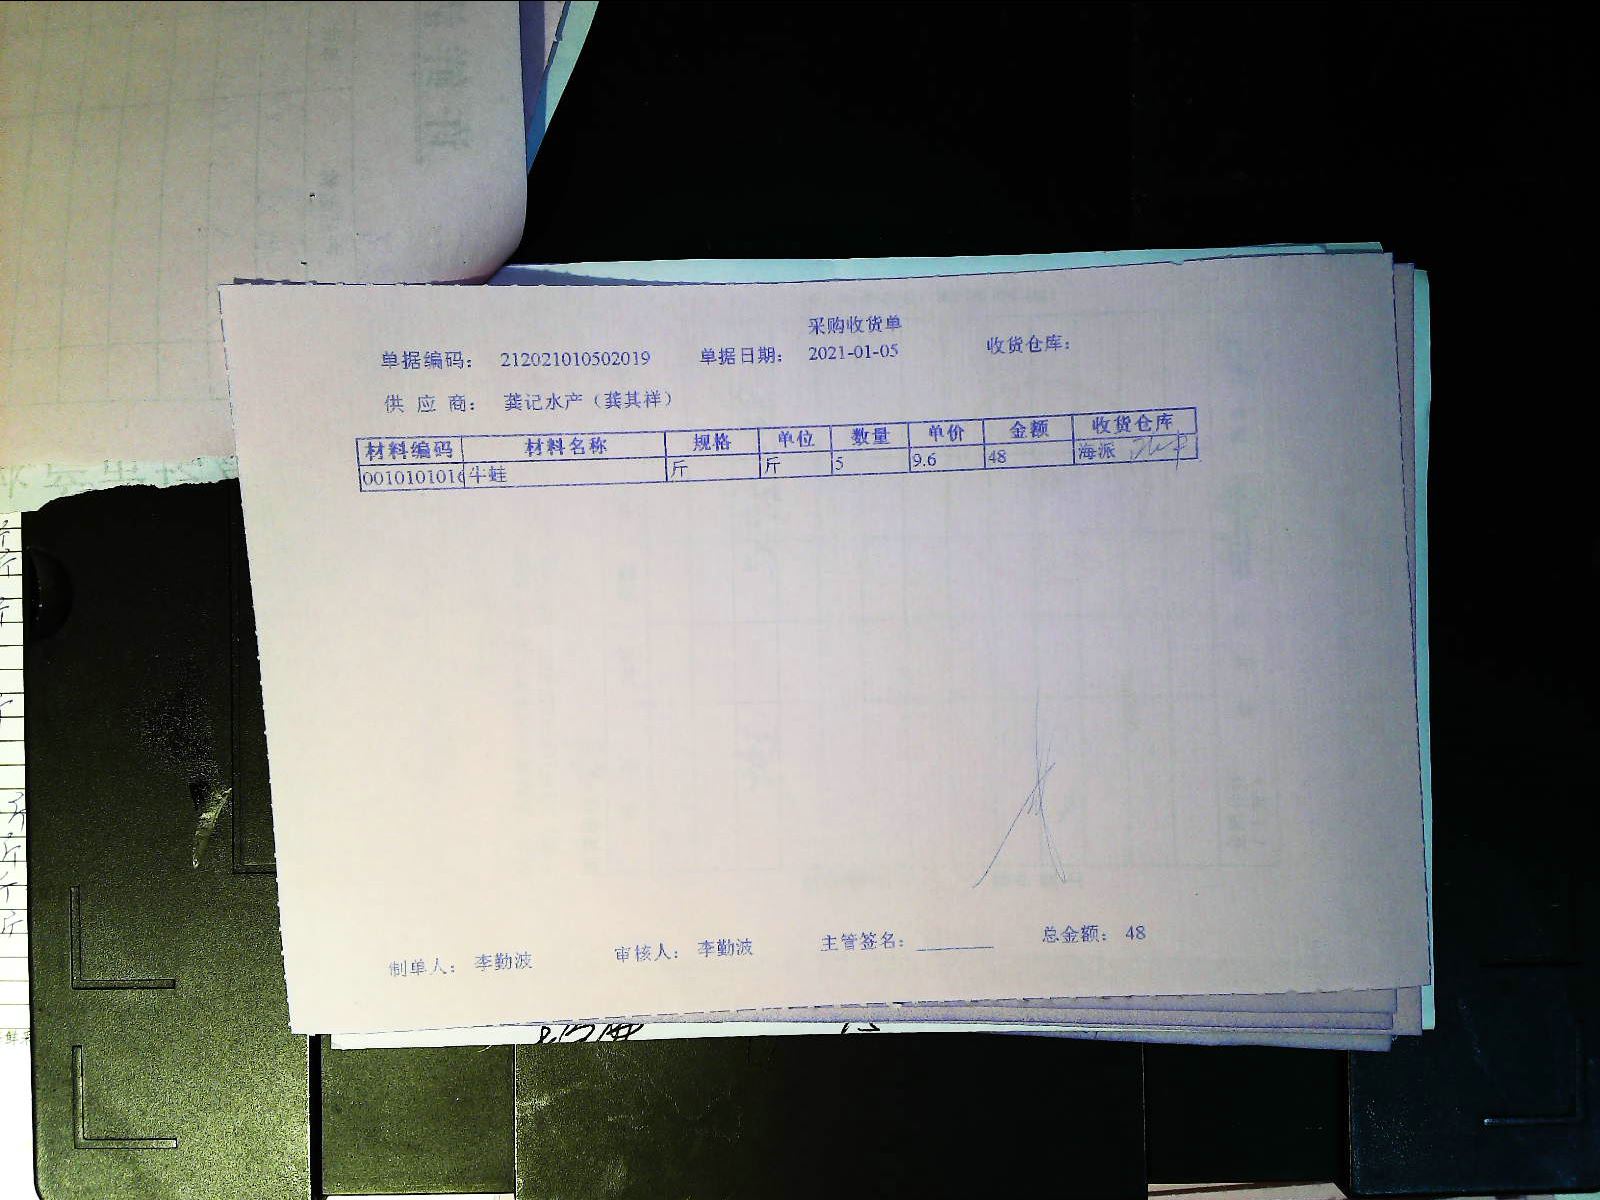 采购收货单
单据编码： 212021010502019 单据日期： 2021-01-05 收货仓库：
供 应 商： 龚记水产（龚其祥）
材料编码 材料名称 规格 单位 数量 单价 金额 收货仓库
001010101 牛蛙 斤 斤 5 9.6 48 海派
制单人： 李勤波 审核人： 李勤波 主管签名： 总金额： 48